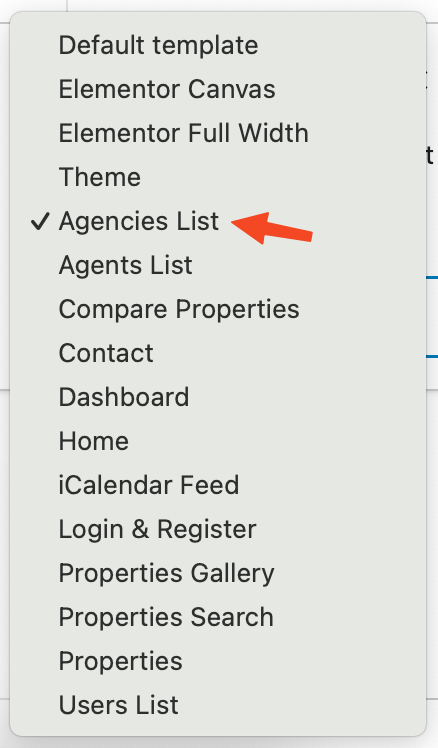 Default template
Elementor Canvas
Elementor Full Width
Theme
✓ Agencies List
Agents List
Compare Properties
Contact
Dashboard
Home
iCalendar Feed
Login & Register
Properties Gallery
Properties Search
Properties
Users List